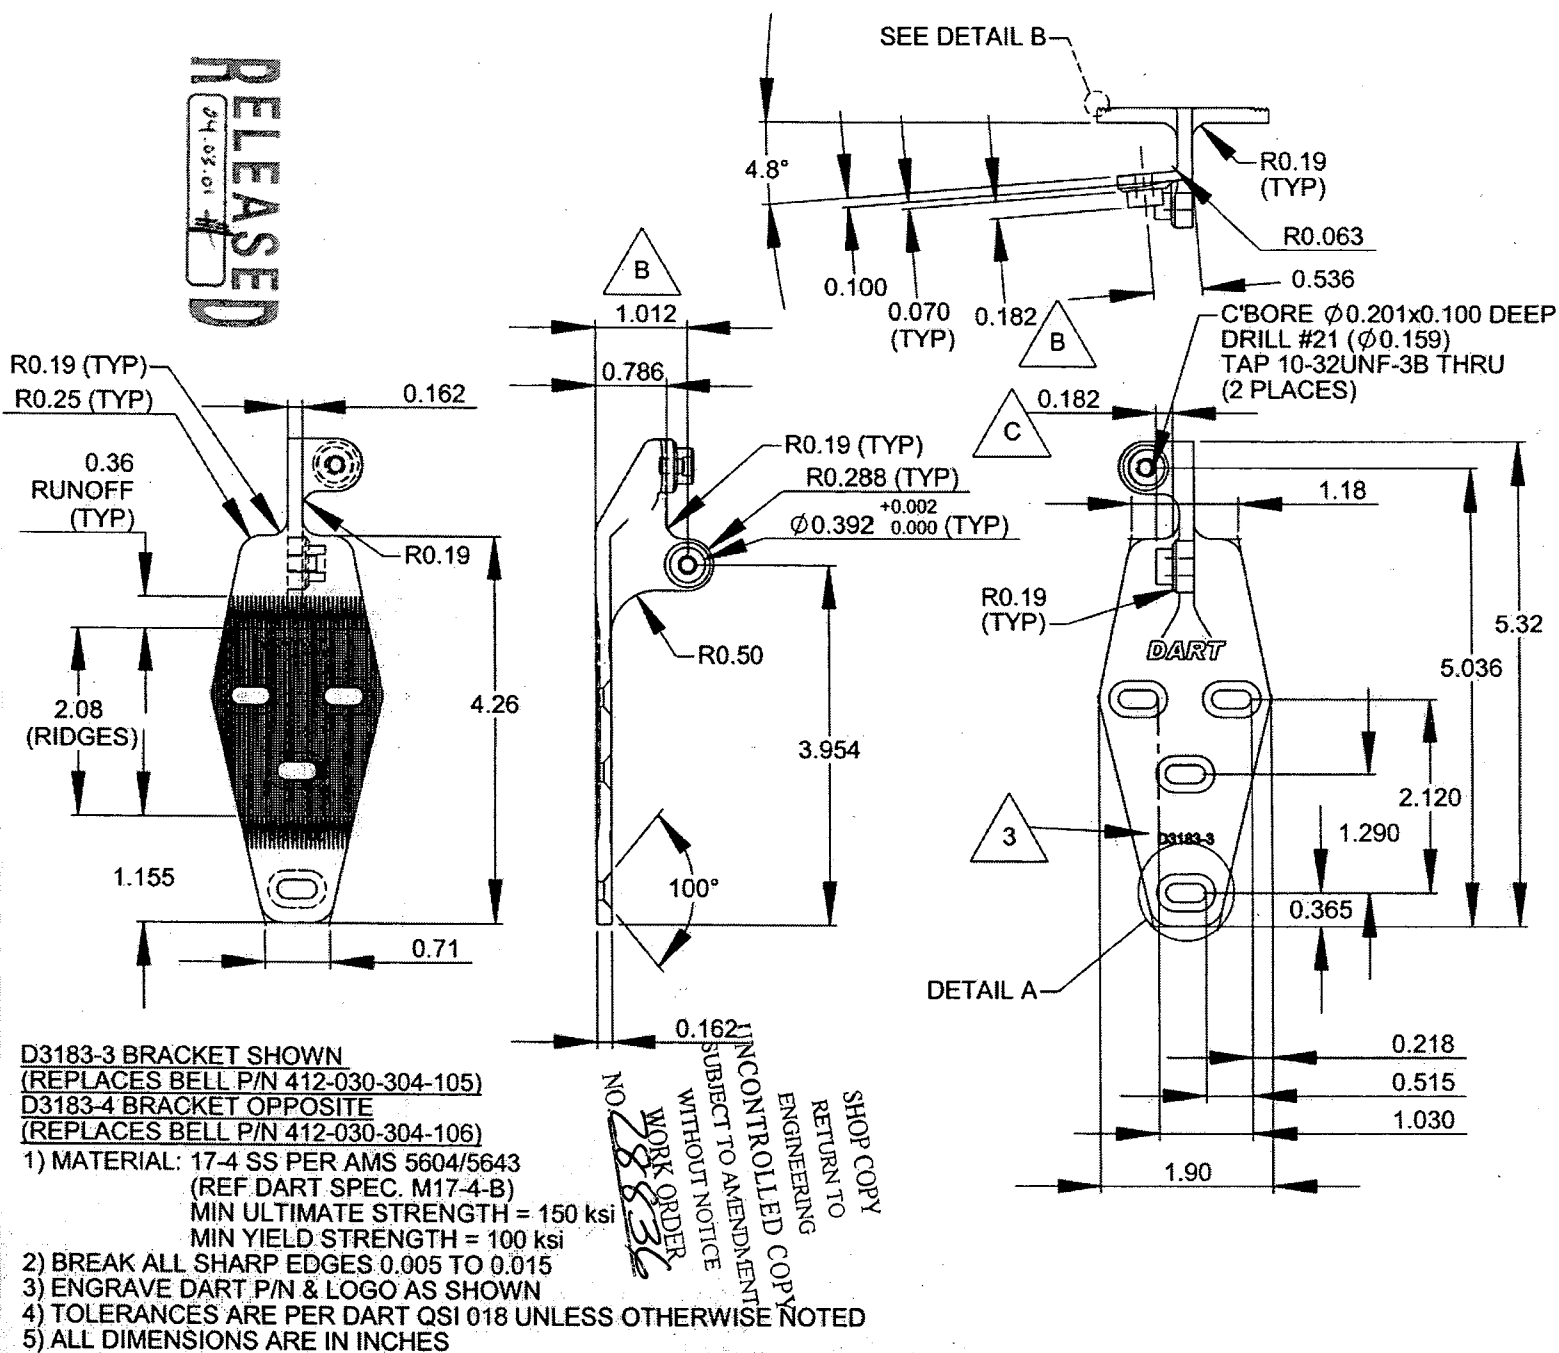 RELEASED
SEE DETAIL B
4.8°
R0.19
(TYP)
R0.063
0.100
0.070
(TYP)
0.182
0.536
B
B
1.012
C'BORE Ø0.201x0.100 DEEP
DRILL #21 (Ø0.159)
TAP 10-32UNF-3B THRU
(2 PLACES)
R0.19 (TYP)
R0.25 (TYP)
0.162
0.786
0.182
C
0.36
RUNOFF
(TYP)
R0.19 (TYP)
R0.288 (TYP)
Ø0.392 +0.002
0.000 (TYP)
1.18
R0.19
R0.19
(TYP)
5.32
DART
R0.50
5.036
2.08
(RIDGES)
4.26
3.954
2.120
3
D3183-3
1.290
1.155
100°
0.365
0.71
DETAIL A
0.162
0.218
0.515
1.030
1.90
D3183-3 BRACKET SHOWN
(REPLACES BELL P/N 412-030-304-105)
D3183-4 BRACKET OPPOSITE
(REPLACES BELL P/N 412-030-304-106)
1) MATERIAL: 17-4 SS PER AMS 5604/5643
(REF DART SPEC. M17-4-B)
MIN ULTIMATE STRENGTH = 150 ksi
MIN YIELD STRENGTH = 100 ksi
2) BREAK ALL SHARP EDGES 0.005 TO 0.015
3) ENGRAVE DART P/N & LOGO AS SHOWN
4) TOLERANCES ARE PER DART QSI 018 UNLESS OTHERWISE NOTED
5) ALL DIMENSIONS ARE IN INCHES
SHOP COPY
RETURN TO
ENGINEERING
UNCONTROLLED COPY
SUBJECT TO AMENDMENT
WITHOUT NOTICE
WORK ORDER
NO. 28836